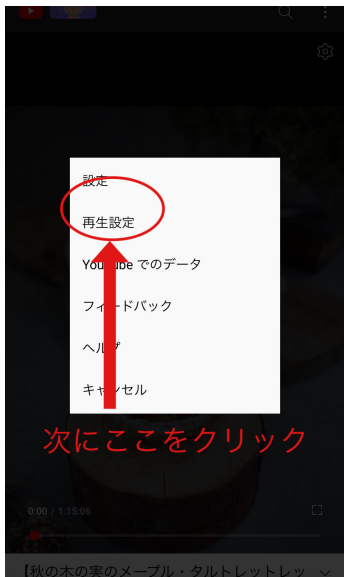 設定
再生設定
YouTube でのデータ
フィードバック
ヘルプ
キャンセル
次にここをクリック
0:00 / 1:15:06
【秋の木の実のメープル・タルトレットレッ